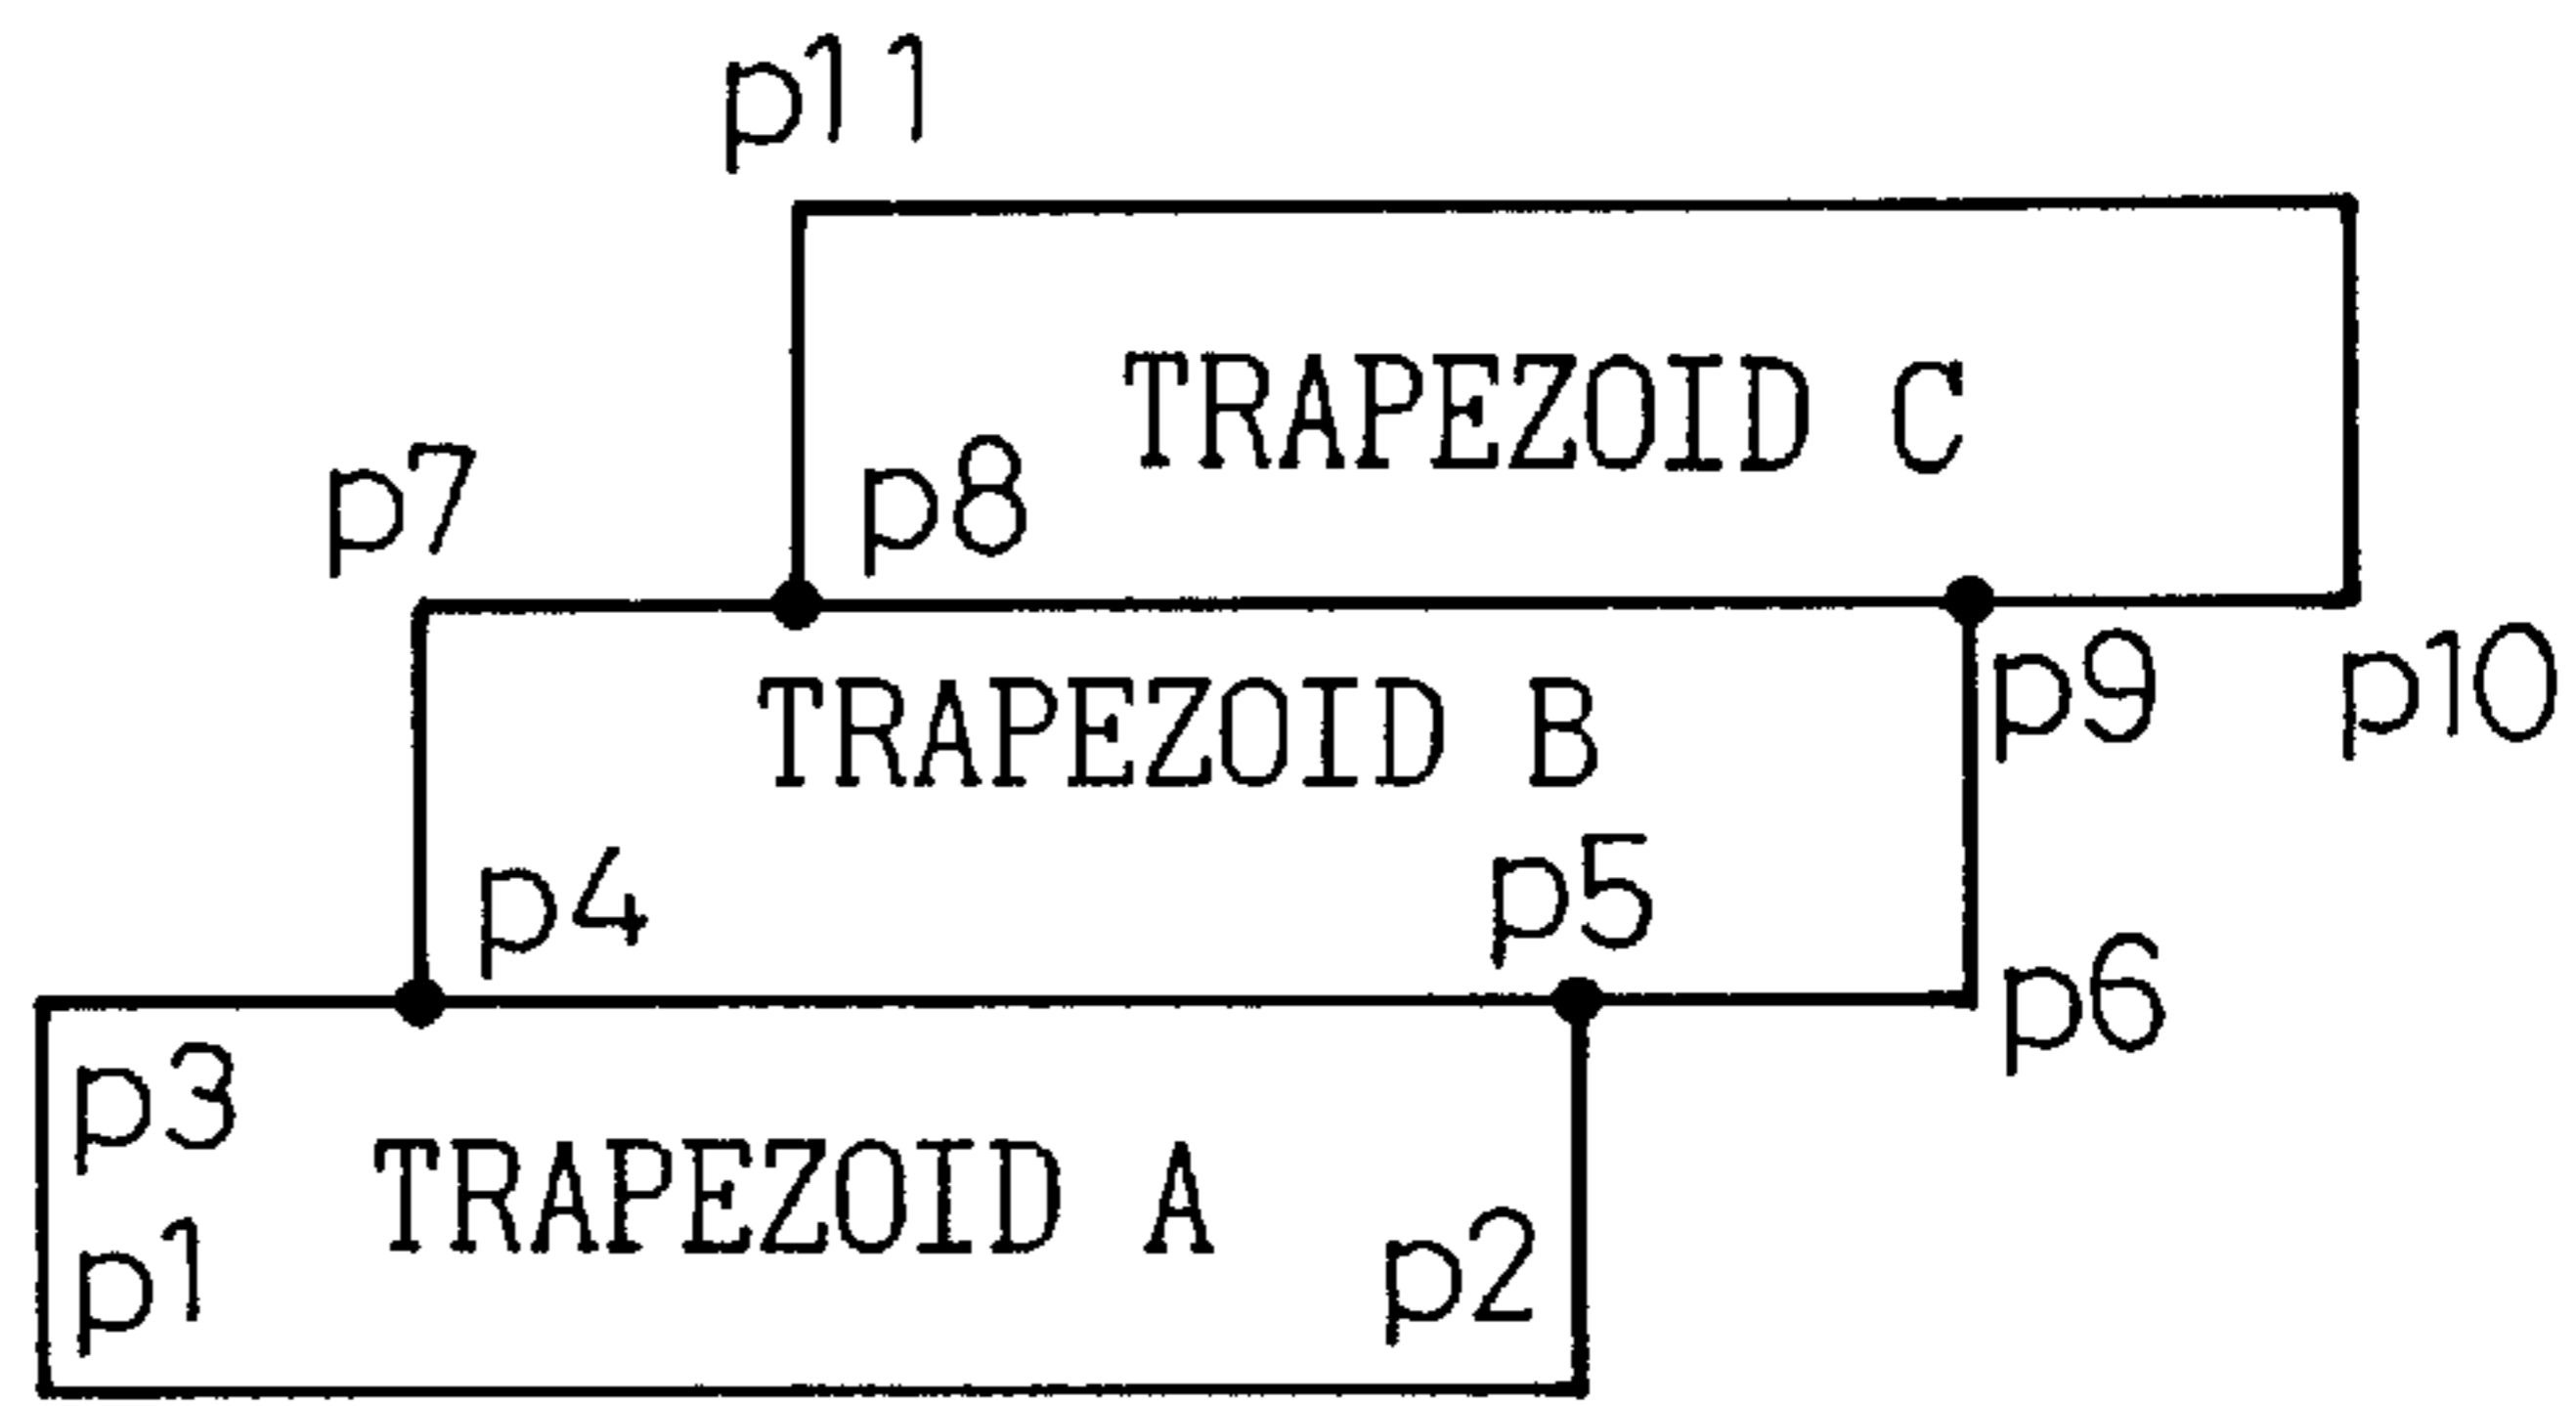 p11
TRAPEZOID C
p7 p8
p9 p10
TRAPEZOID B
p4 p5
p6
p3
TRAPEZOID A
p1 p2